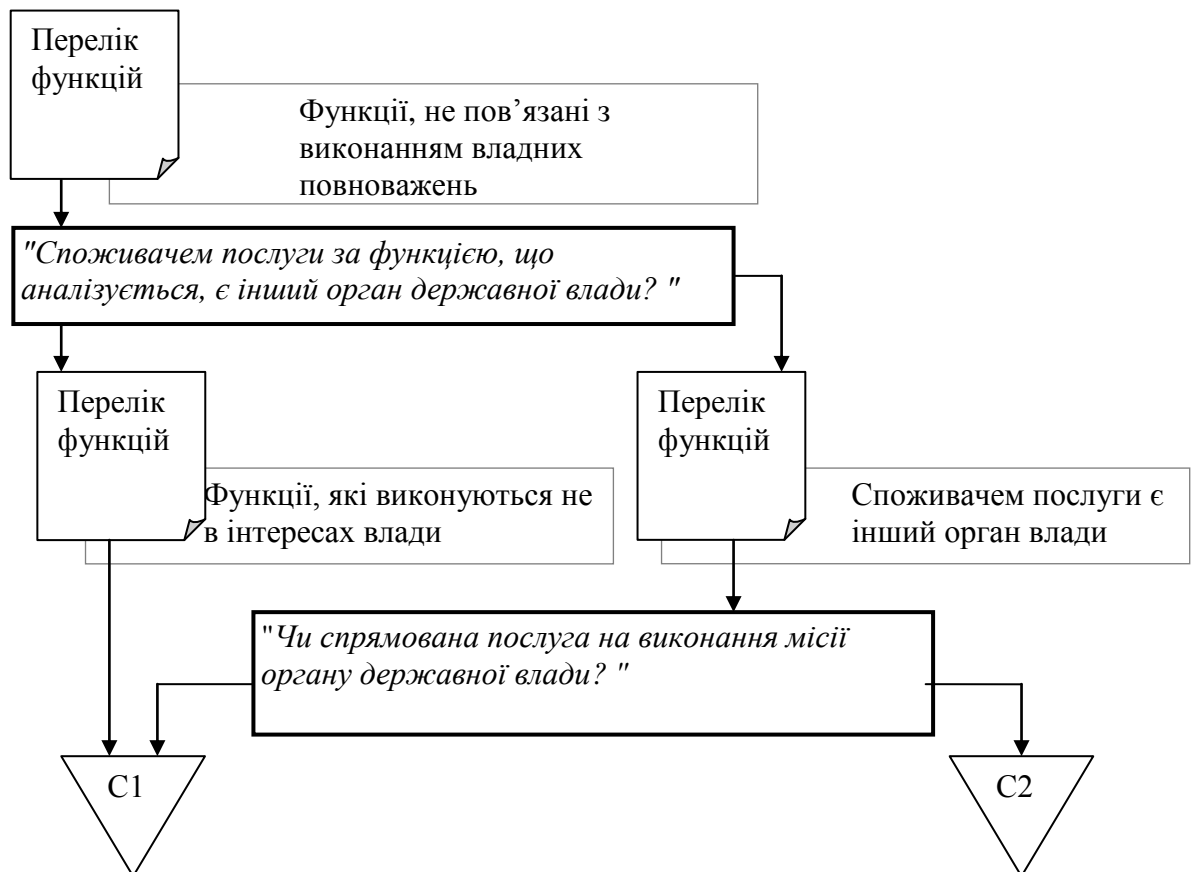 Перелік
функцій
Функції, не пов’язані з
виконанням владних
повноважень
"Споживачем послуги за функцією, що
аналізується, є інший орган державної влади? "
Перелік
функцій
Функції, які виконуються не
в інтересах влади
Перелік
функцій
Споживачем послуги є
інший орган влади
"Чи спрямована послуга на виконання місії
органу державної влади? "
С1
С2